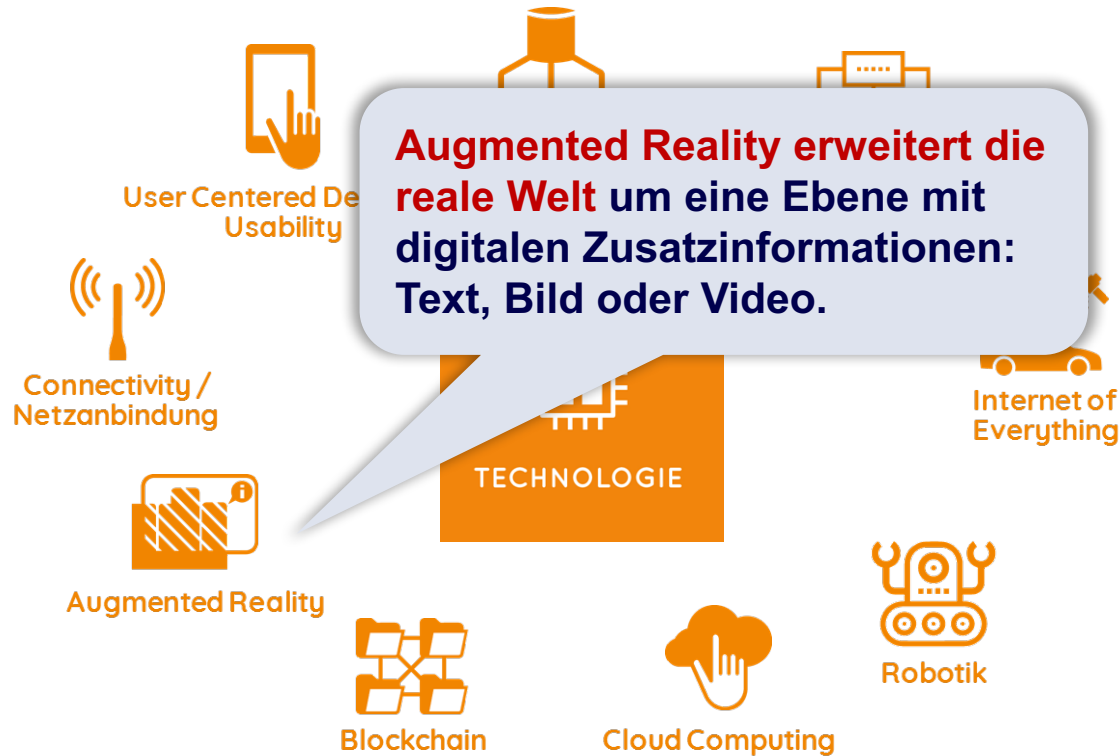 Augmented Reality erweitert die
reale Welt um eine Ebene mit
digitalen Zusatzinformationen:
Text, Bild oder Video.
User Centered De
Usability
Connectivity /
Netzanbindung
Internet of
Everything
TECHNOLOGIE
Augmented Reality
Robotik
Blockchain
Cloud Computing